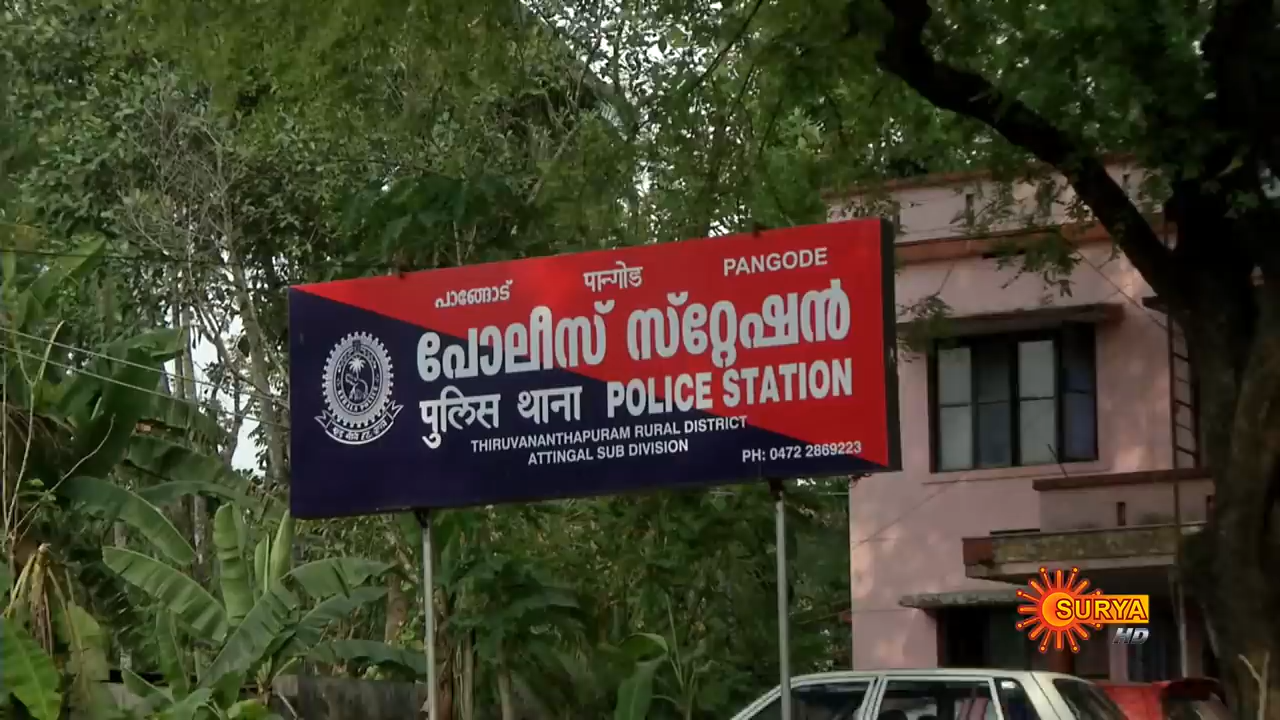 പാങ്ങോട് पान्गोड PANGODE
പോലീസ് സ്റ്റേഷൻ
पुलिस थाना POLICE STATION
THIRUVANANTHAPURAM RURAL DISTRICT
ATTINGAL SUB DIVISION
PH: 0472 2869223
SURYA
HD